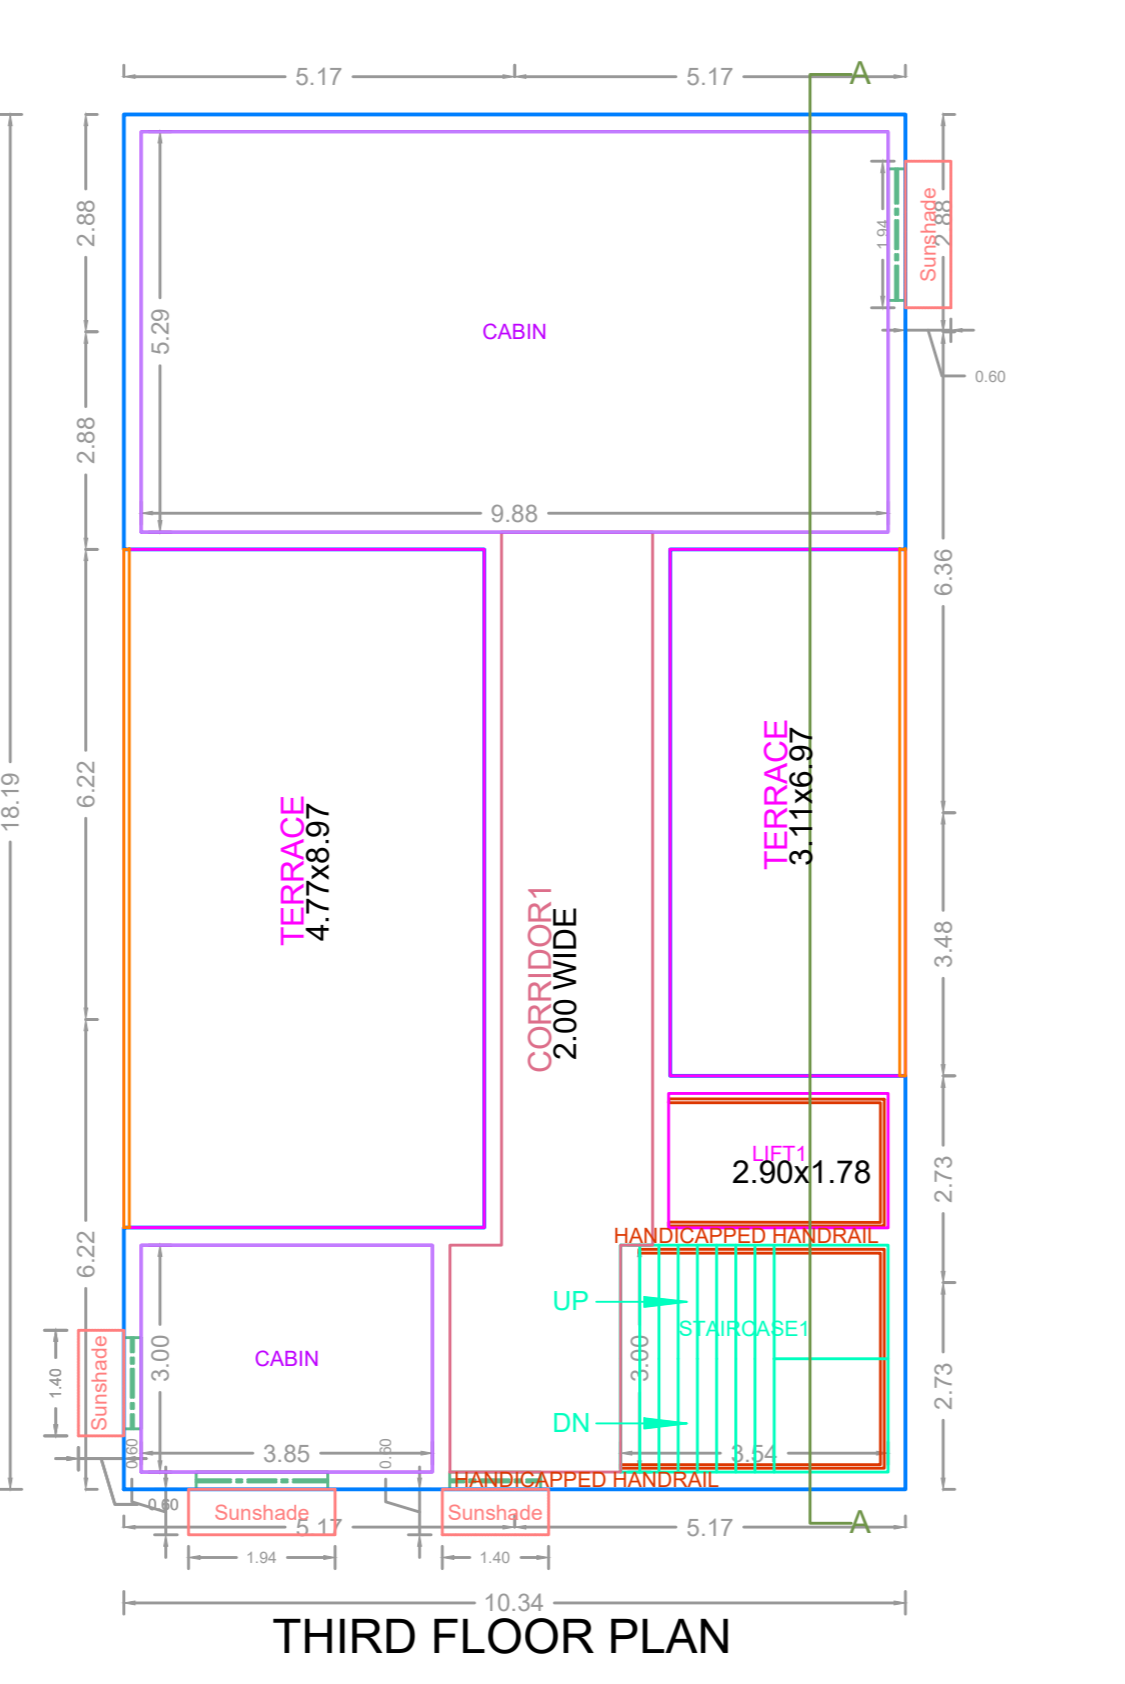 5.17
5.17
A
2.88
1.94
Sunshade
2.88
5.29
CABIN
0.60
2.88
9.88
6.36
6.22
18.19
TERRACE
4.77x8.97
TERRACE
3.11x6.97
CORRIDOR1
2.00 WIDE
3.48
LIFT1
2.90x1.78
2.73
HANDICAPPED HANDRAIL
6.22
UP
STAIRCASE1
1.40
Sunshade
3.00
CABIN
3.00
2.73
DN
0.60
3.85
0.60
3.54
HANDICAPPED HANDRAIL
0.60
Sunshade
Sunshade
5.17
5.17
A
1.94
1.40
10.34
THIRD FLOOR PLAN